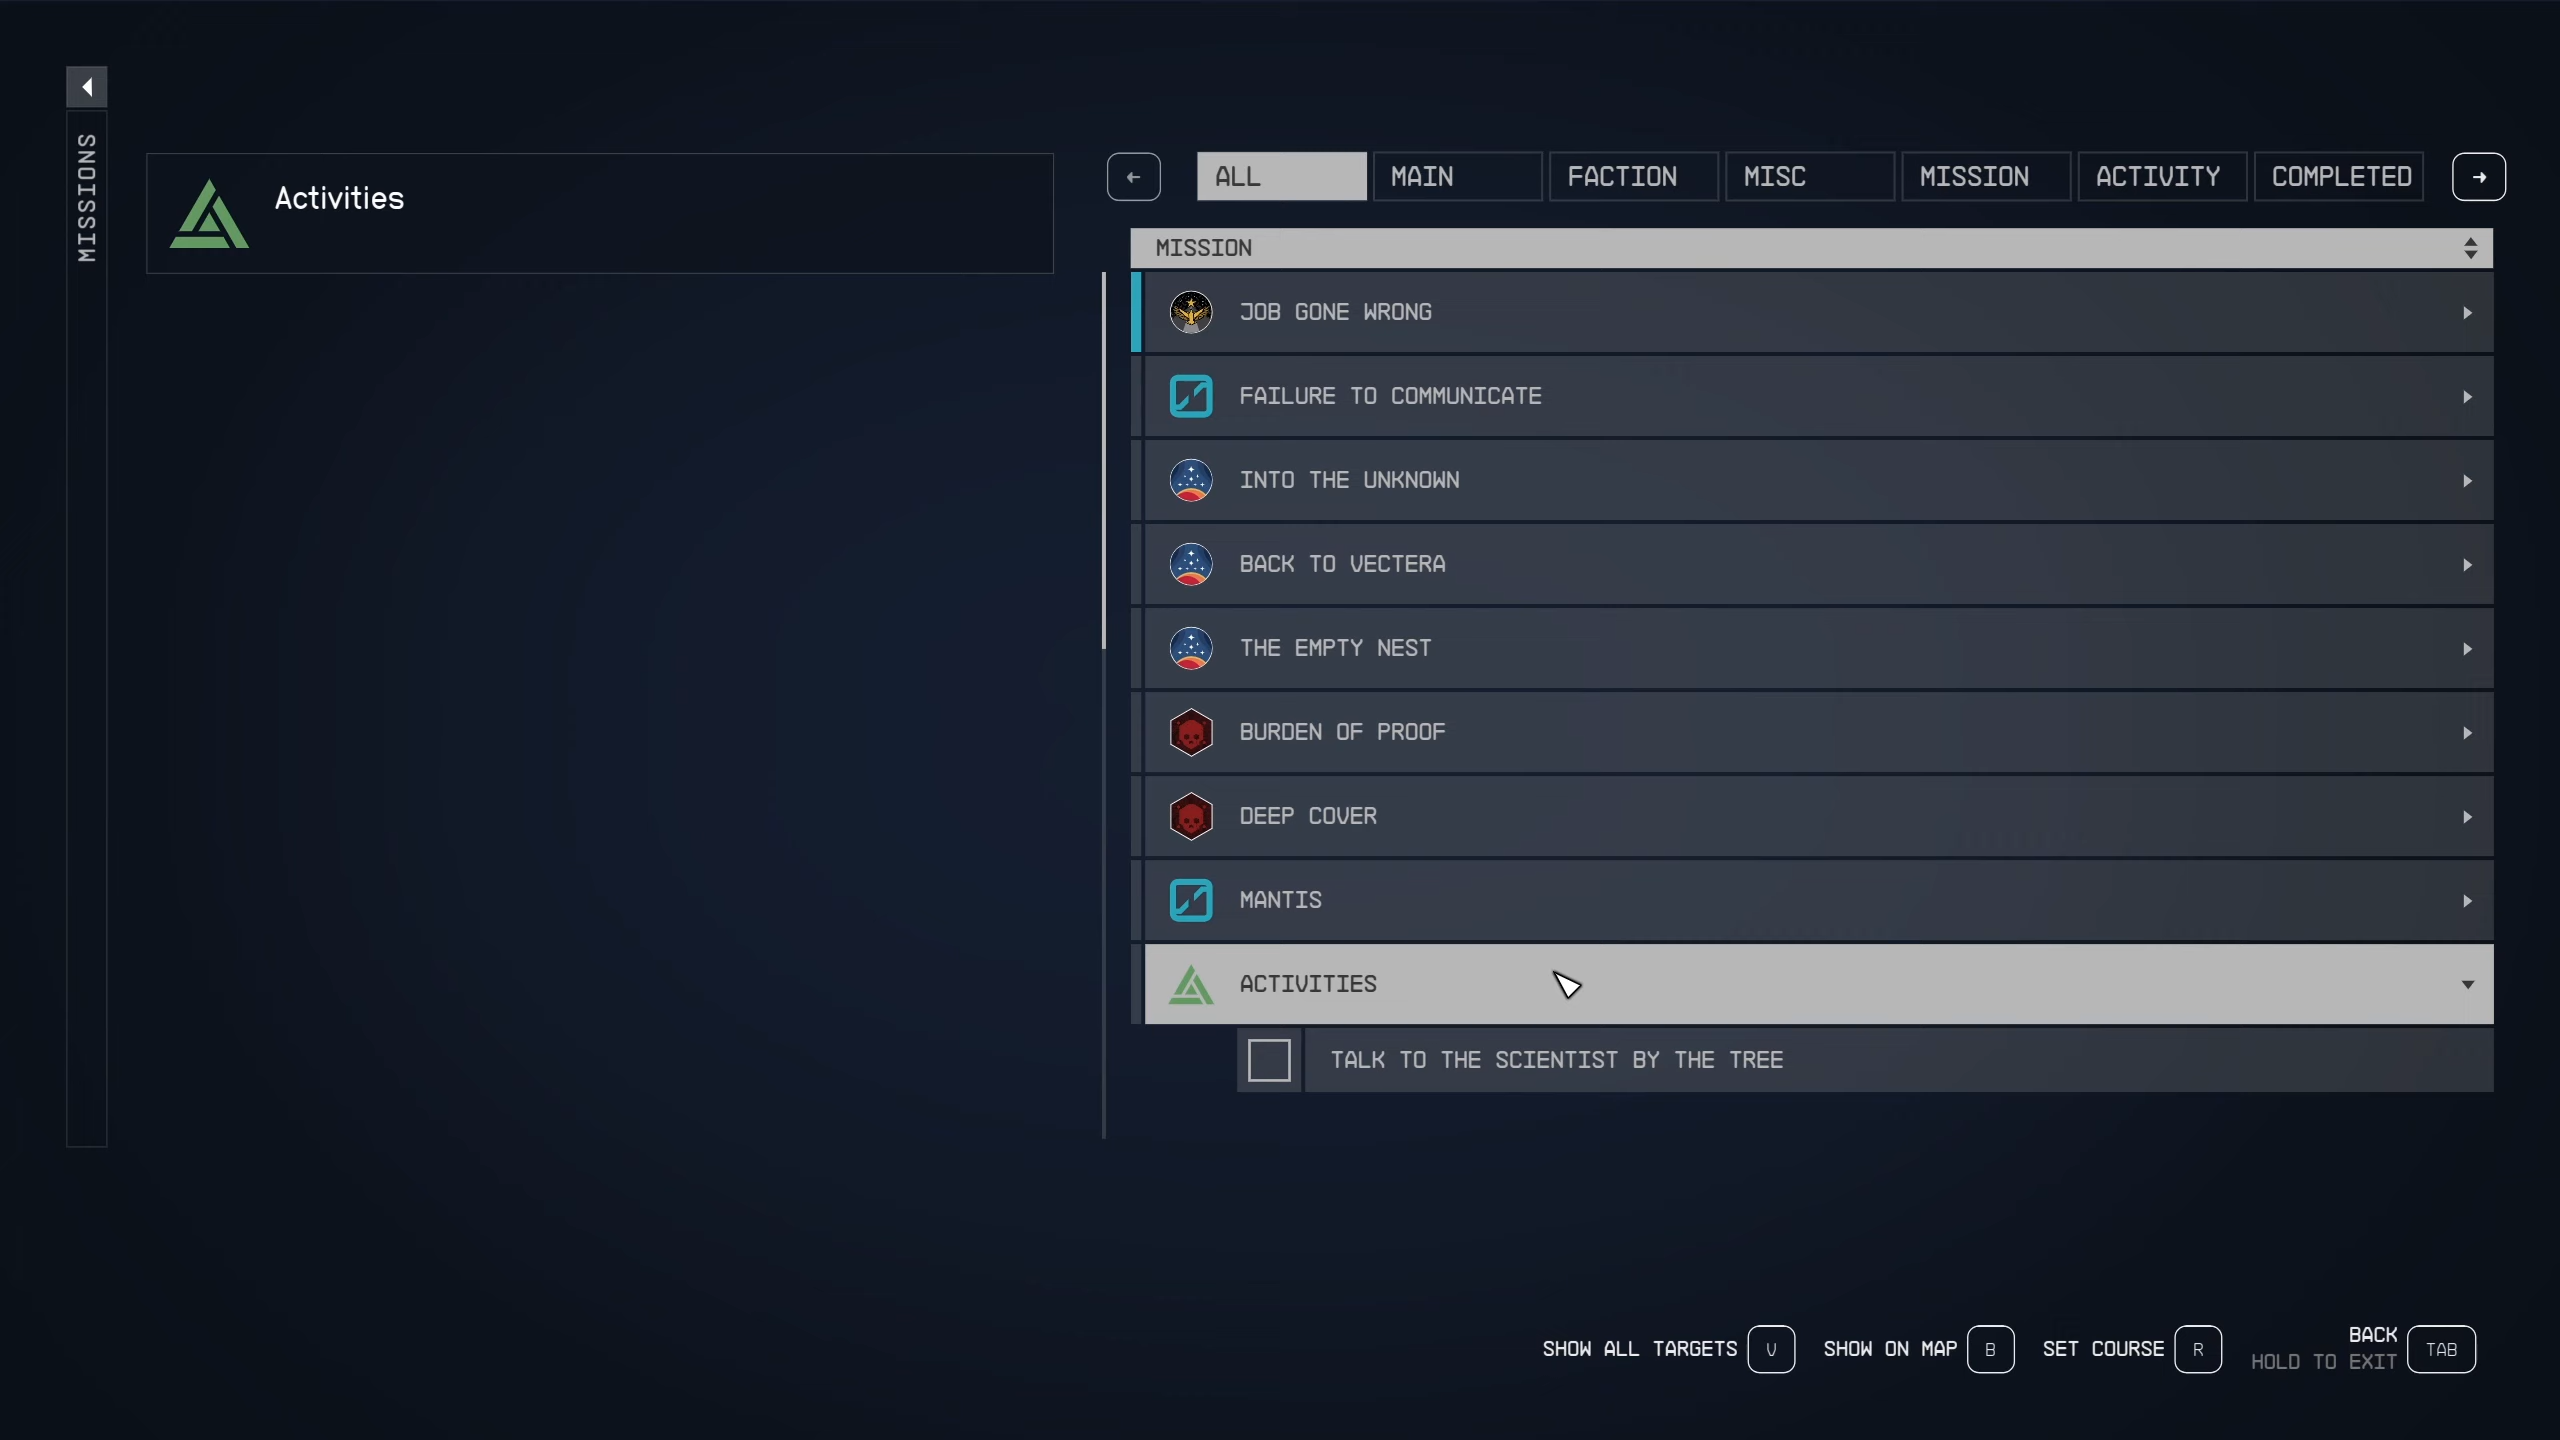 MISSIONS
Activities
ALL
MAIN
FACTION
MISC
MISSION
ACTIVITY
COMPLETED
MISSION
JOB GONE WRONG
FAILURE TO COMMUNICATE
INTO THE UNKNOWN
BACK TO VECTERA
THE EMPTY NEST
BURDEN OF PROOF
DEEP COVER
MANTIS
ACTIVITIES
TALK TO THE SCIENTIST BY THE TREE
SHOW ALL TARGETS V
SHOW ON MAP B
SET COURSE R
BACK
HOLD TO EXIT
TAB